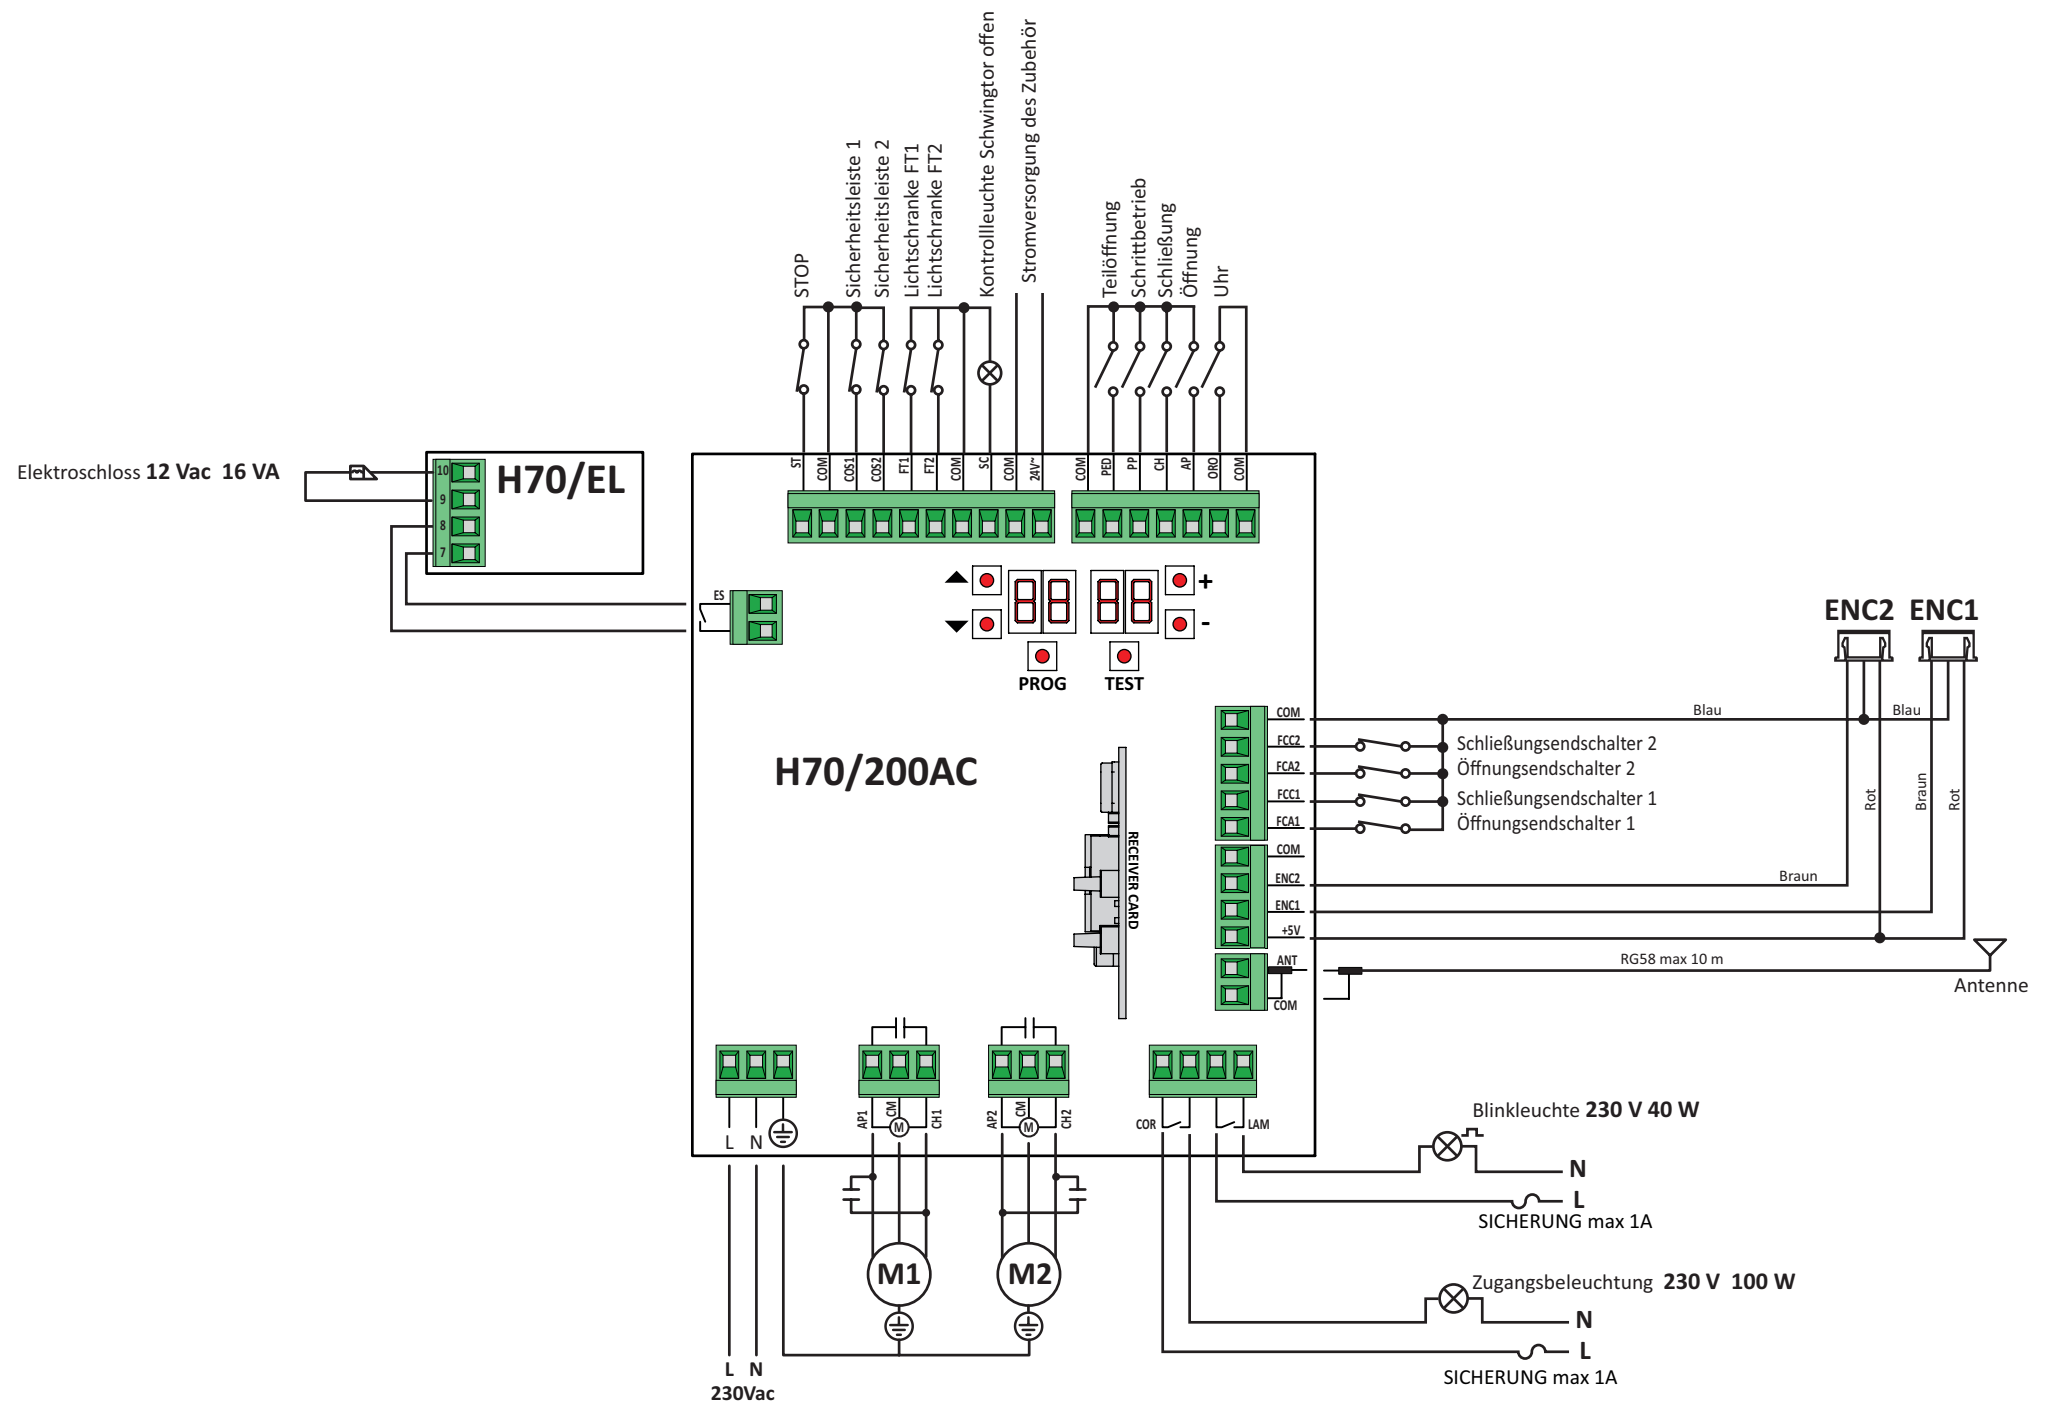 STOP
Sicherheitsleiste 1
Sicherheitsleiste 2
Lichtschranke FT1
Lichtschranke FT2
Kontrollleuchte Schwingtor offen
Stromversorgung des Zubehör
Teilöffnung
Schrittbetrieb
Schließung
Öffnung
Uhr
Elektroschloss 12 Vac 16 VA
10
9
8
7
H70/EL
ST
COM
COS1
COS2
FT1
FT2
COM
SC
COM
24V~
COM
PED
PP
CH
AP
ORO
COM
ES
+
-
PROG
TEST
ENC2
ENC1
H70/200AC
RECEIVER CARD
COM
FCC2
FCA2
FCC1
FCA1
COM
ENC2
ENC1
+5V
ANT
COM
Blau
Blau
Schließungsendschalter 2
Öffnungsendschalter 2
Schließungsendschalter 1
Öffnungsendschalter 1
Rot
Braun
Rot
Braun
RG58 max 10 m
Antenne
L
N
AP1
CM
M
CH1
AP2
CM
M
CH2
COR
LAM
Blinkleuchte 230 V 40 W
N
L
SICHERUNG max 1A
M1
M2
Zugangsbeleuchtung 230 V 100 W
N
L
SICHERUNG max 1A
L N
230Vac